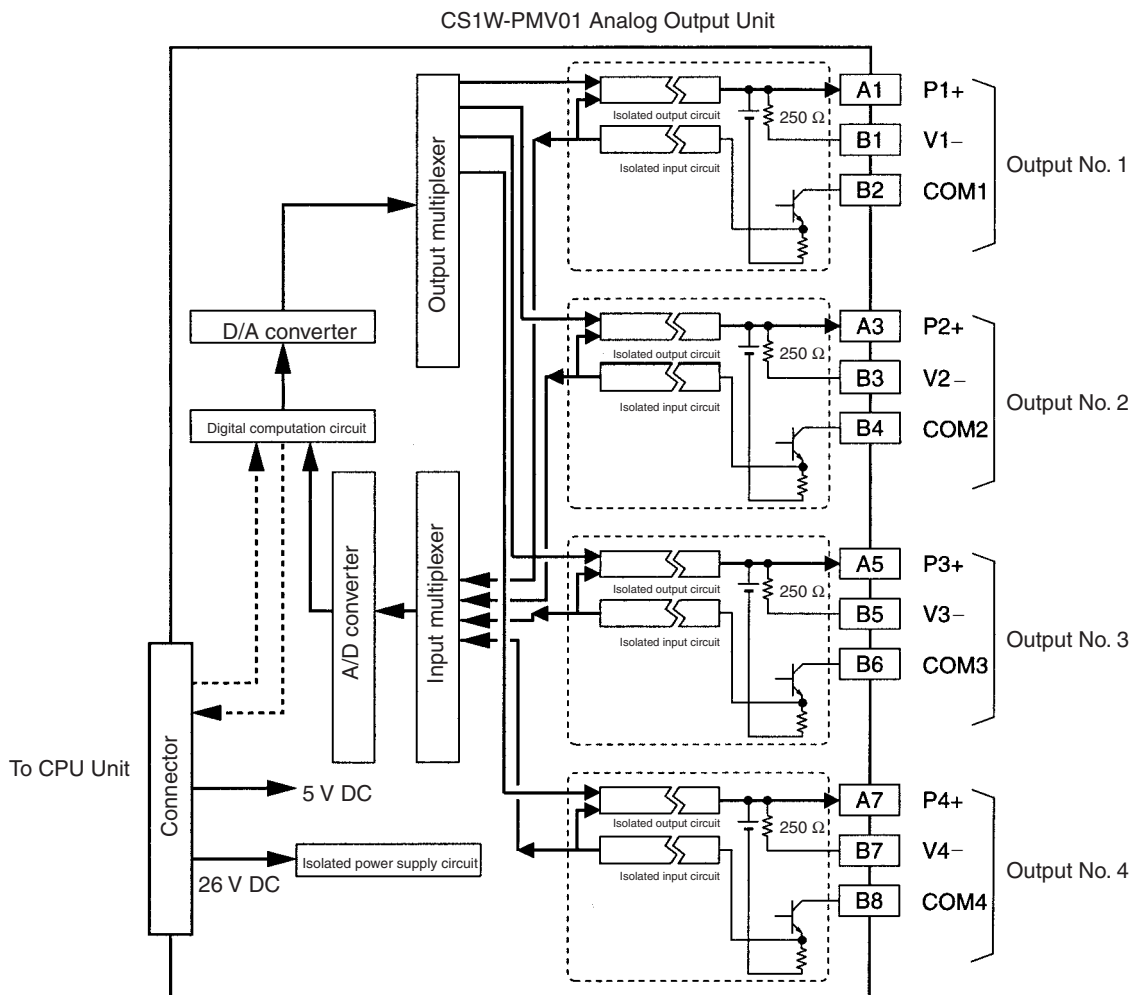 CS1W-PMV01 Analog Output Unit
Output multiplexer
Isolated output circuit
Isolated input circuit
250 Ω
A1 P1+
B1 V1−
B2 COM1
Output No. 1
D/A converter
Digital computation circuit
Isolated output circuit
Isolated input circuit
250 Ω
A3 P2+
B3 V2−
B4 COM2
Output No. 2
A/D converter
Input multiplexer
Isolated output circuit
Isolated input circuit
250 Ω
A5 P3+
B5 V3−
B6 COM3
Output No. 3
To CPU Unit
Connector
5 V DC
26 V DC
Isolated power supply circuit
Isolated output circuit
Isolated input circuit
250 Ω
A7 P4+
B7 V4−
B8 COM4
Output No. 4